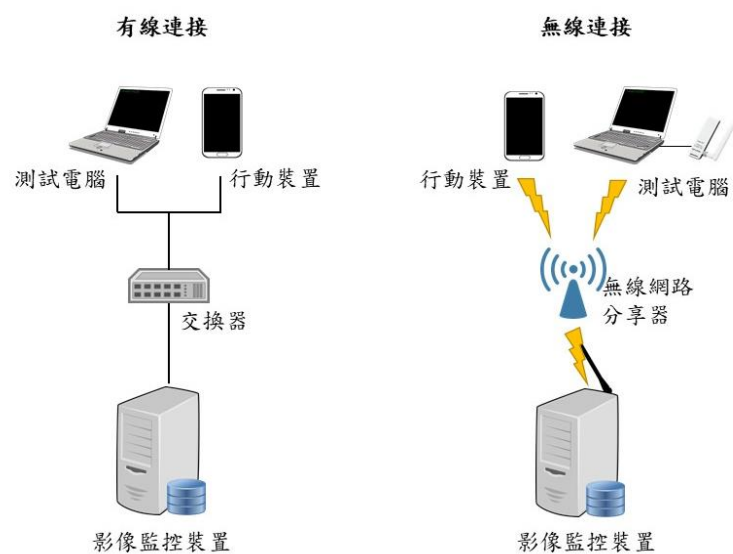 有線連接
無線連接
測試電腦
行動裝置
行動裝置
測試電腦
交換器
無線網路
分享器
影像監控裝置
影像監控裝置